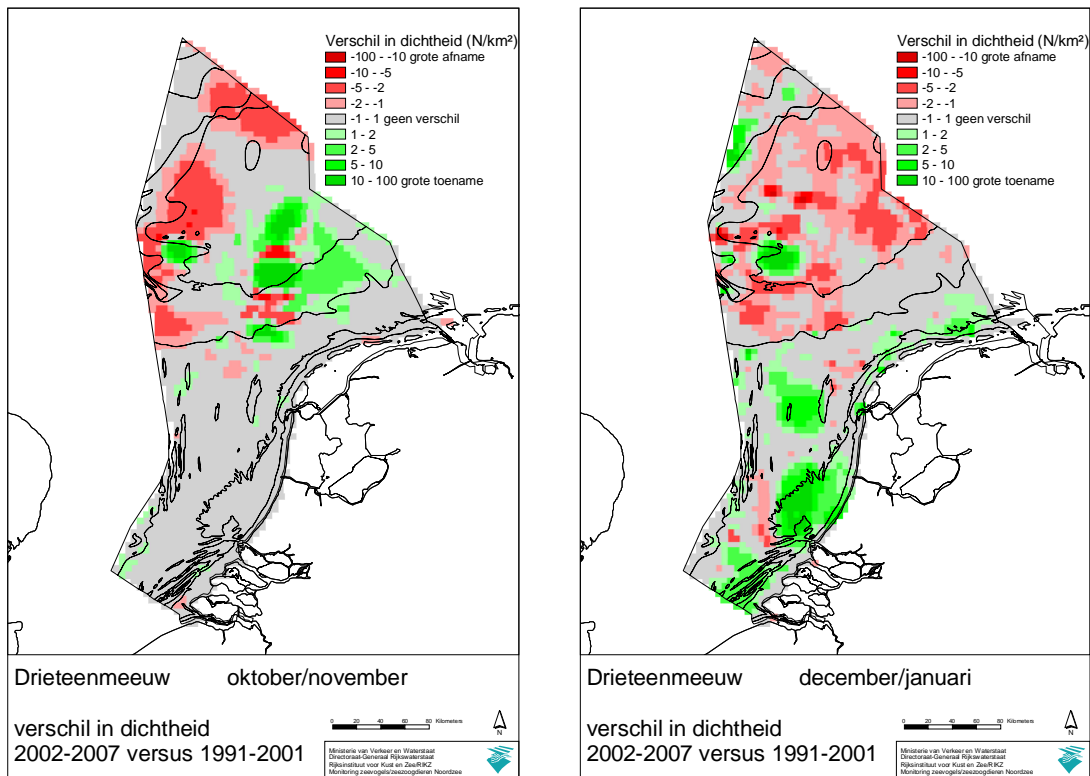 Verschil in dichtheid (N/km²)
-100 - -10 grote afname
-10 - -5
-5 - -2
-2 - -1
-1 - 1 geen verschil
1 - 2
2 - 5
5 - 10
10 - 100 grote toename
Drieteenmeeuw oktober/november
verschil in dichtheid
2002-2007 versus 1991-2001
0 20 40 60 80 Kilometers
N
Ministerie van Verkeer en Waterstaat
Directoraat-Generaal Rijkswaterstaat
Rijksinstituut voor Kust en Zee/RIKZ
Monitoring zeevogels/zeezoogdieren Noordzee
Verschil in dichtheid (N/km²)
-100 - -10 grote afname
-10 - -5
-5 - -2
-2 - -1
-1 - 1 geen verschil
1 - 2
2 - 5
5 - 10
10 - 100 grote toename
Drieteenmeeuw december/januari
verschil in dichtheid
2002-2007 versus 1991-2001
0 20 40 60 80 Kilometers
N
Ministerie van Verkeer en Waterstaat
Directoraat-Generaal Rijkswaterstaat
Rijksinstituut voor Kust en Zee/RIKZ
Monitoring zeevogels/zeezoogdieren Noordzee